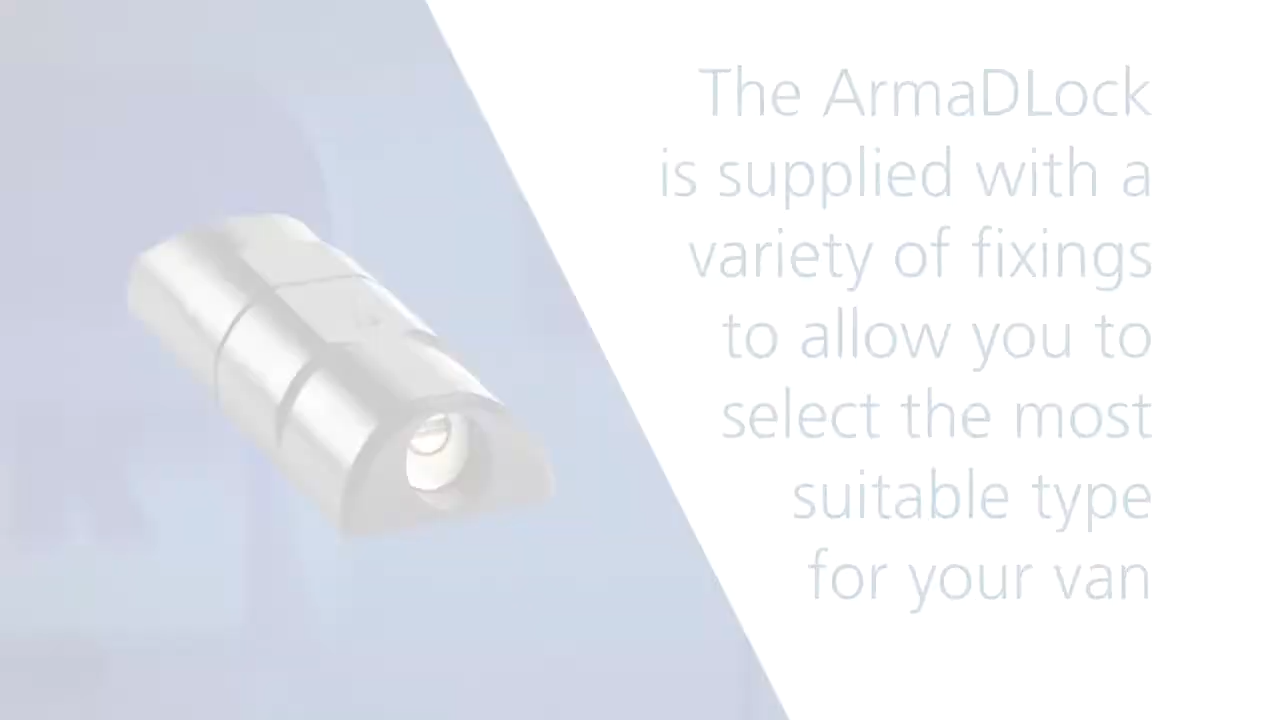 The ArmaDLock
is supplied with a
variety of fixings
to allow you to
select the most
suitable type
for your van